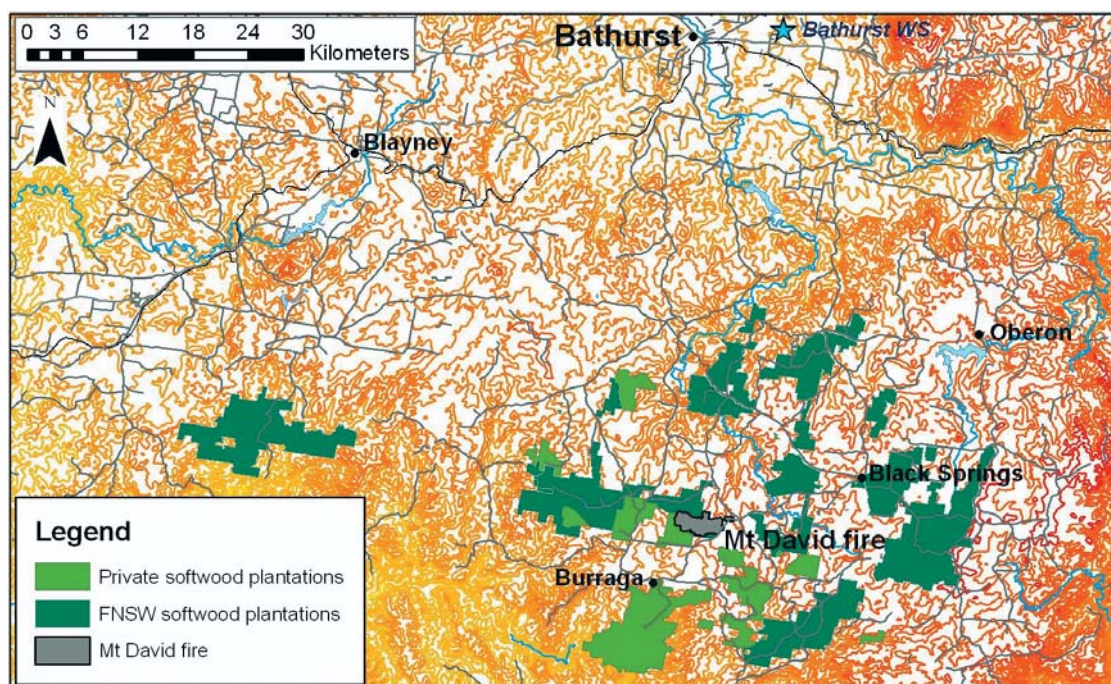 0 3 6 12 18 24 30
Kilometers
N
Bathurst
Bathurst WS
Blayney
Oberon
Black Springs
Mt David fire
Burraga
Legend
Private softwood plantations
FNSW softwood plantations
Mt David fire